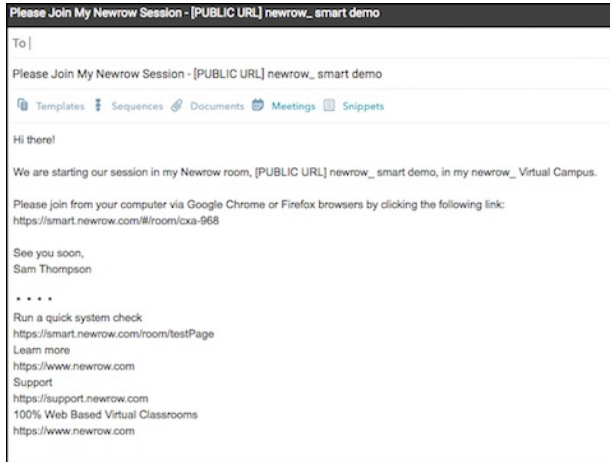 Please Join My Newrow Session - [PUBLIC URL] newrow_ smart demo
To
Please Join My Newrow Session - [PUBLIC URL] newrow_ smart demo
Templates Sequences Documents Meetings Snippets
Hi there!
We are starting our session in my Newrow room, [PUBLIC URL] newrow_ smart demo, in my newrow_ Virtual Campus.
Please join from your computer via Google Chrome or Firefox browsers by clicking the following link:
https://smart.newrow.com/#/room/cxa-968
See you soon,
Sam Thompson
• • • •
Run a quick system check
https://smart.newrow.com/room/testPage
Learn more
https://www.newrow.com
Support
https://support.newrow.com
100% Web Based Virtual Classrooms
https://www.newrow.com